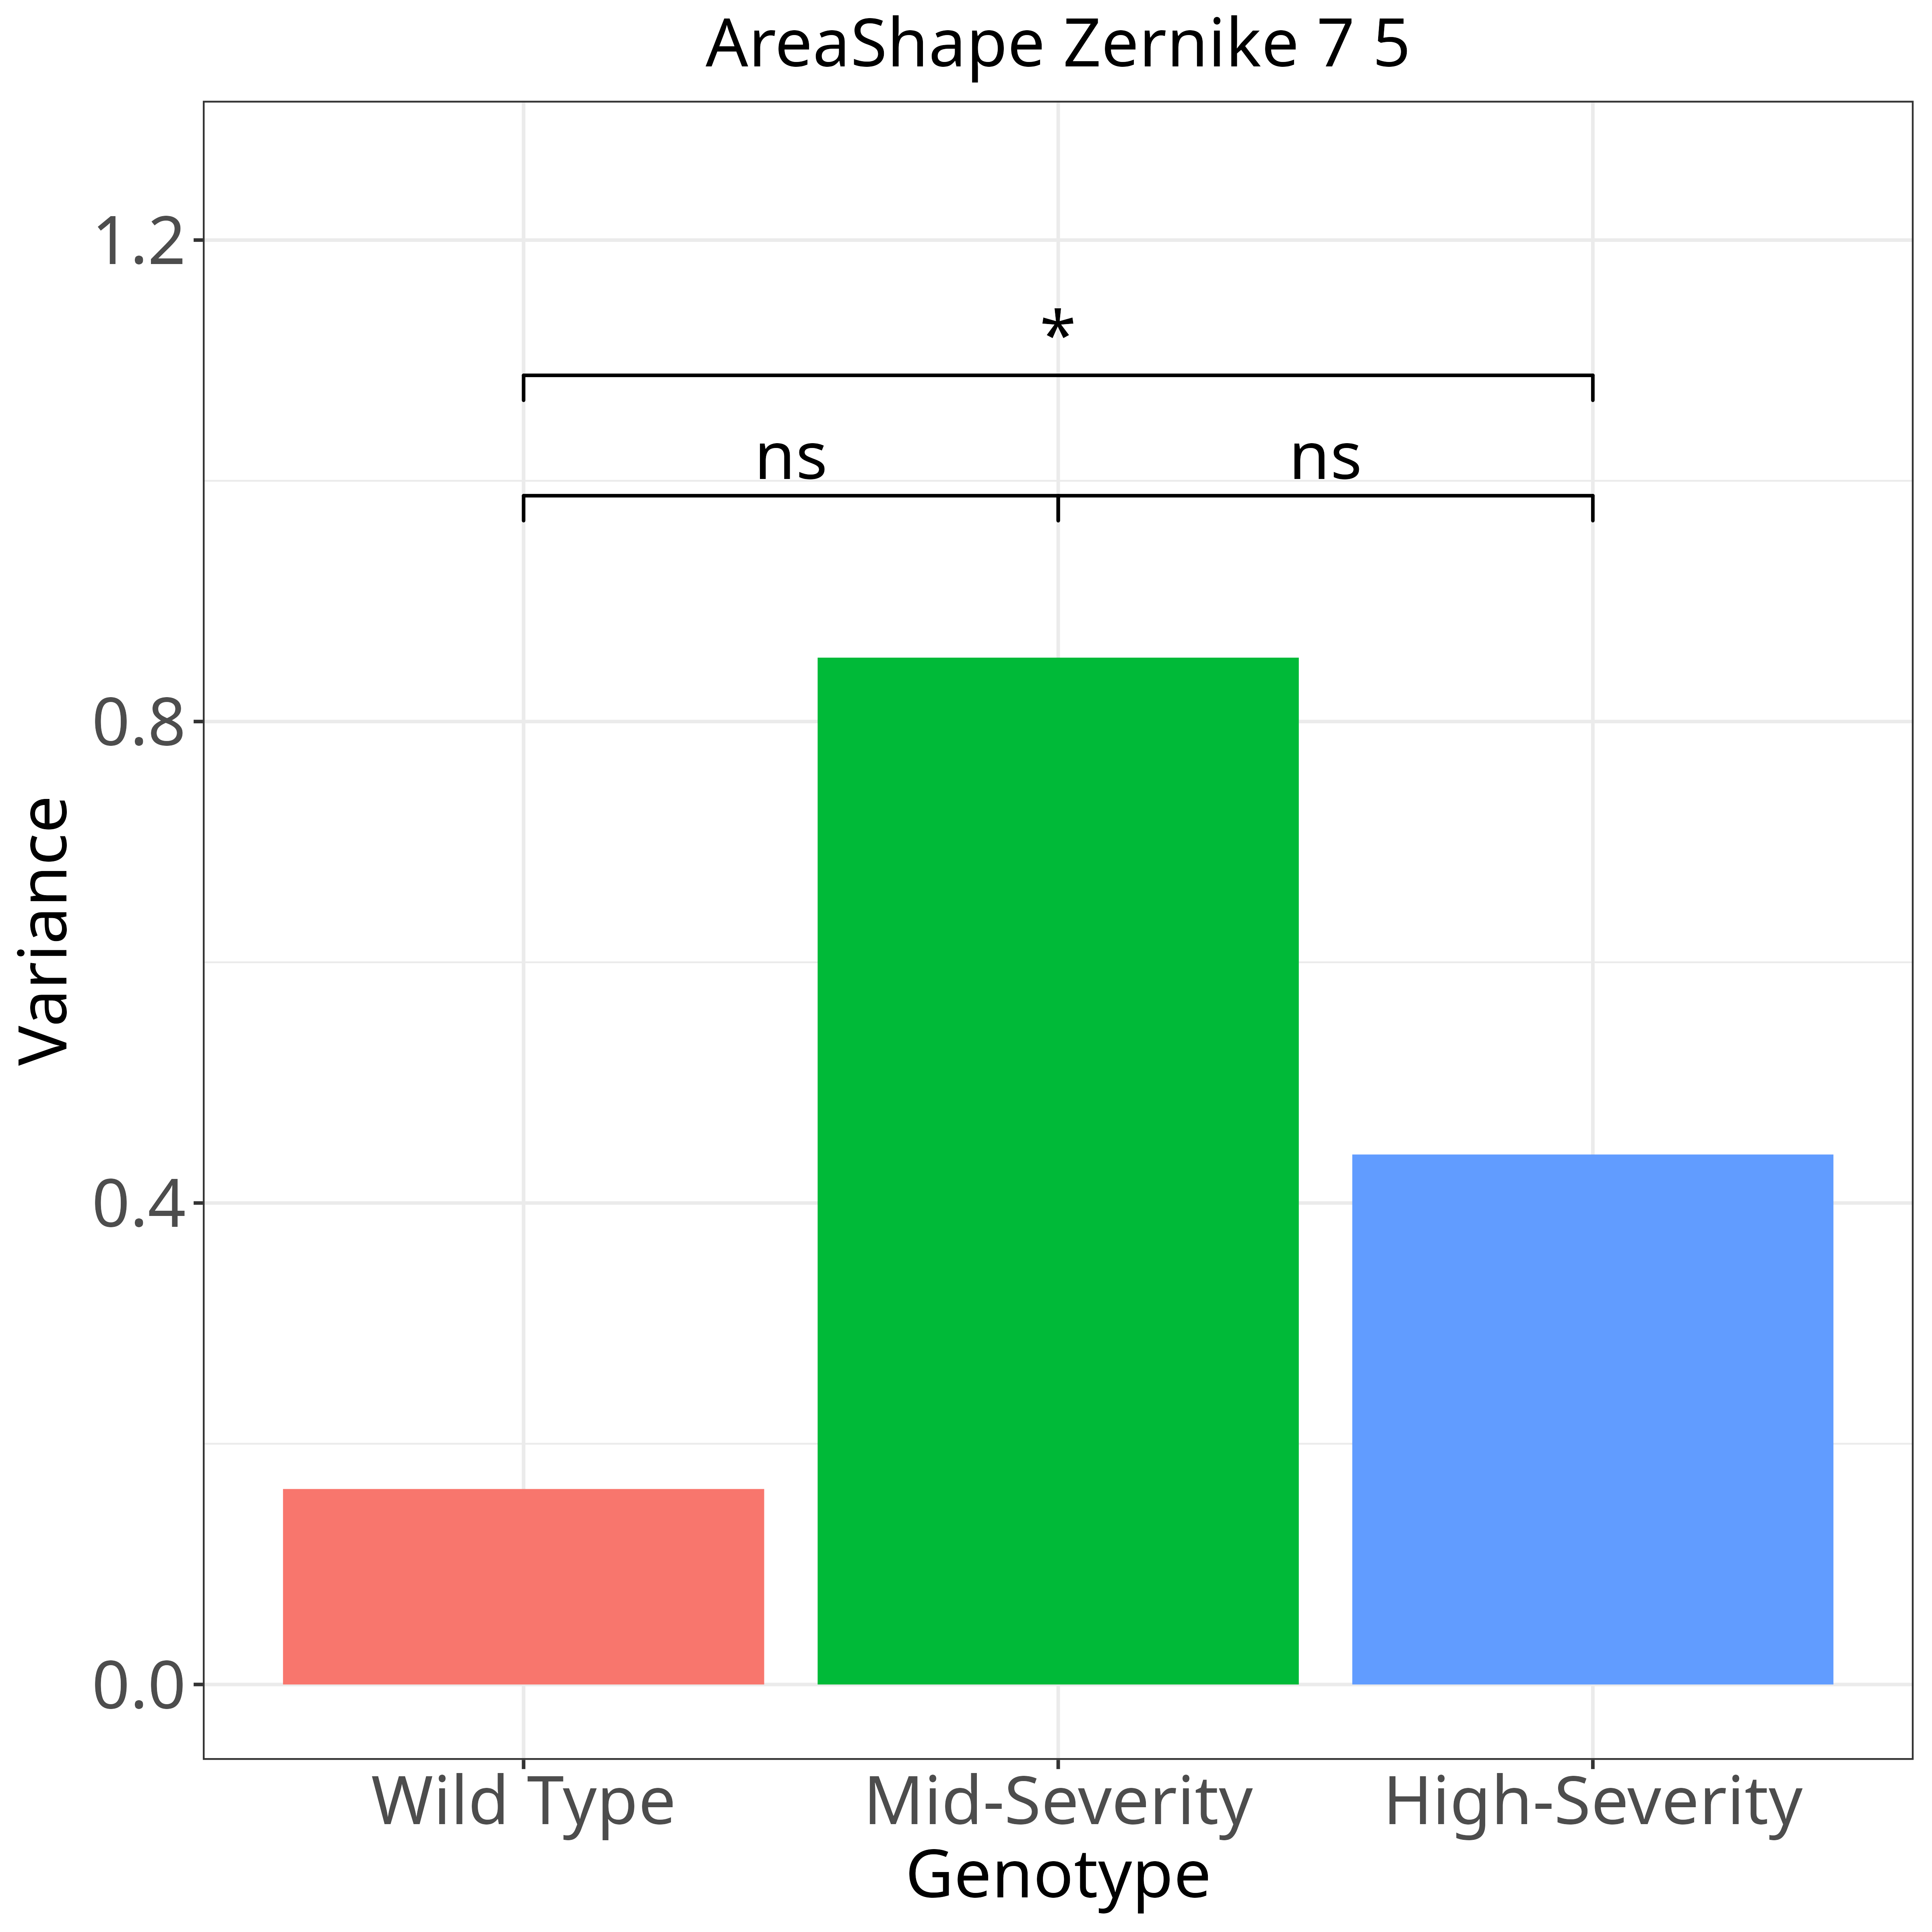 AreaShape Zernike 7 5
1.2
*
ns ns
0.8
0.4
0.0
Variance
Wild Type Mid-Severity High-Severity
Genotype